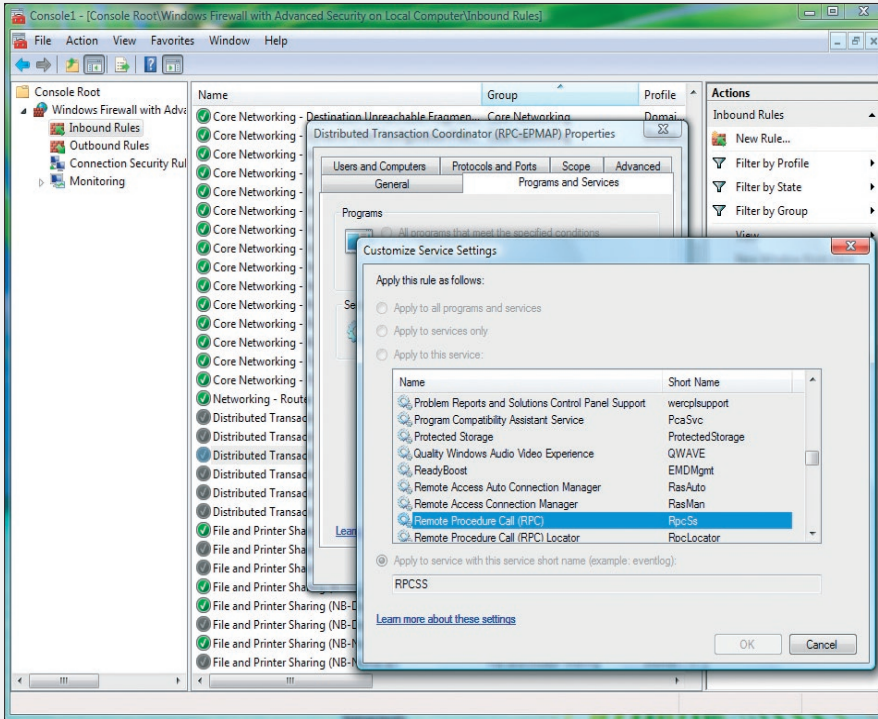 Console1 - [Console Root\Windows Firewall with Advanced Security on Local Computer\Inbound Rules]
File Action View Favorites Window Help
Console Root
Windows Firewall with Adva
Inbound Rules
Outbound Rules
Connection Security Rul
Monitoring
Name Group Profile
Core Networking - Destination Unreachable Fragmen... Core Networking Domai...
Core Networking -
Core Networking -
Core Networking -
Core Networking -
Core Networking -
Core Networking -
Core Networking -
Core Networking -
Core Networking -
Core Networking -
Core Networking -
Core Networking -
Core Networking -
Core Networking -
Networking - Route
Distributed Transac
Distributed Transac
Distributed Transac
Distributed Transac
Distributed Transac
Distributed Transac
File and Printer Sha
File and Printer Sha
File and Printer Sha
File and Printer Sha
File and Printer Sharing (NB-D
File and Printer Sharing (NB-D
File and Printer Sharing (NB-N
File and Printer Sharing (NB-N
Distributed Transaction Coordinator (RPC-EPMAP) Properties
Users and Computers Protocols and Ports Scope Advanced
General Programs and Services
Programs
All programs that meet the specified conditions
Se
Lear
Customize Service Settings
Apply this rule as follows:
Apply to all programs and services
Apply to services only
Apply to this service:
Name Short Name
Problem Reports and Solutions Control Panel Support wercplsupport
Program Compatibility Assistant Service PcaSvc
Protected Storage ProtectedStorage
Quality Windows Audio Video Experience QWAVE
ReadyBoost EMDMgmt
Remote Access Auto Connection Manager RasAuto
Remote Access Connection Manager RasMan
Remote Procedure Call (RPC) RpcSs
Remote Procedure Call (RPC) Locator RpcLocator
Apply to service with this service short name (example: eventlog):
RPCSS
Learn more about these settings
OK Cancel
Actions
Inbound Rules
New Rule...
Filter by Profile
Filter by State
Filter by Group
View